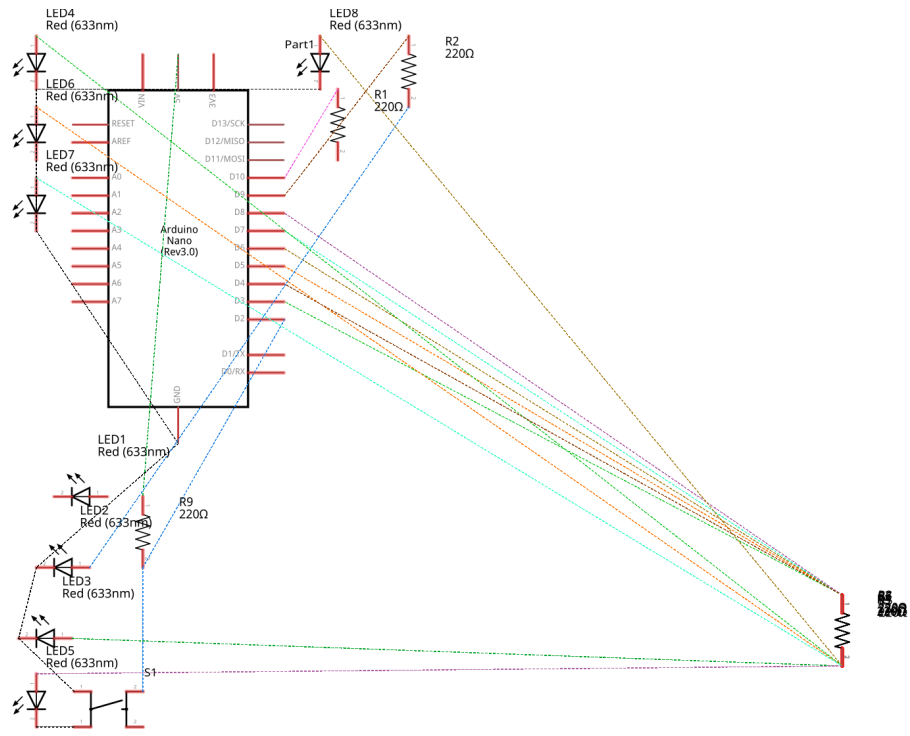 LED4
Red (633nm)
LED8
Red (633nm)
Part1
R2
220Ω
LED6
Red (633nm)
R1
220Ω
VIN
5V
3V3
RESET
AREF
D13/SCK
D12/MISO
D11/MOSI
LED7
Red (633nm)
A0
A1
A2
A3
A4
A5
A6
A7
D10
D9
D8
D7
D6
D5
D4
D3
D2
D1/TX
D0/RX
Arduino
Nano
(Rev3.0)
GND
LED1
Red (633nm)
LED2
Red (633nm)
R9
220Ω
LED3
Red (633nm)
LED5
Red (633nm)
S1